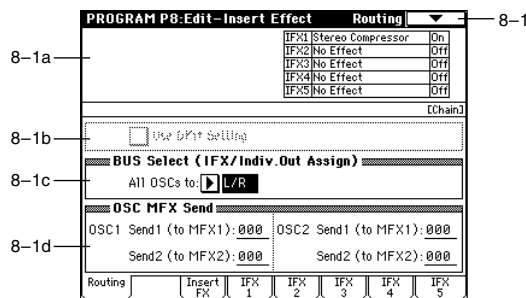 PROGRAM P8:Edit-Insert Effect Routing
8-1
8-1a
IFX1 Stereo Compressor On
IFX2 No Effect Off
IFX3 No Effect Off
IFX4 No Effect Off
IFX5 No Effect Off
[Chain]
8-1b
Use DKit Setting
BUS Select (IFX/Indiv.Out Assign)
8-1c
All OSCs to: L/R
OSC MFX Send
8-1d
OSC1 Send1 (to MFX1): 000 OSC2 Send1 (to MFX1): 000
Send2 (to MFX2): 000 Send2 (to MFX2): 000
Routing Insert FX IFX 1 IFX 2 IFX 3 IFX 4 IFX 5